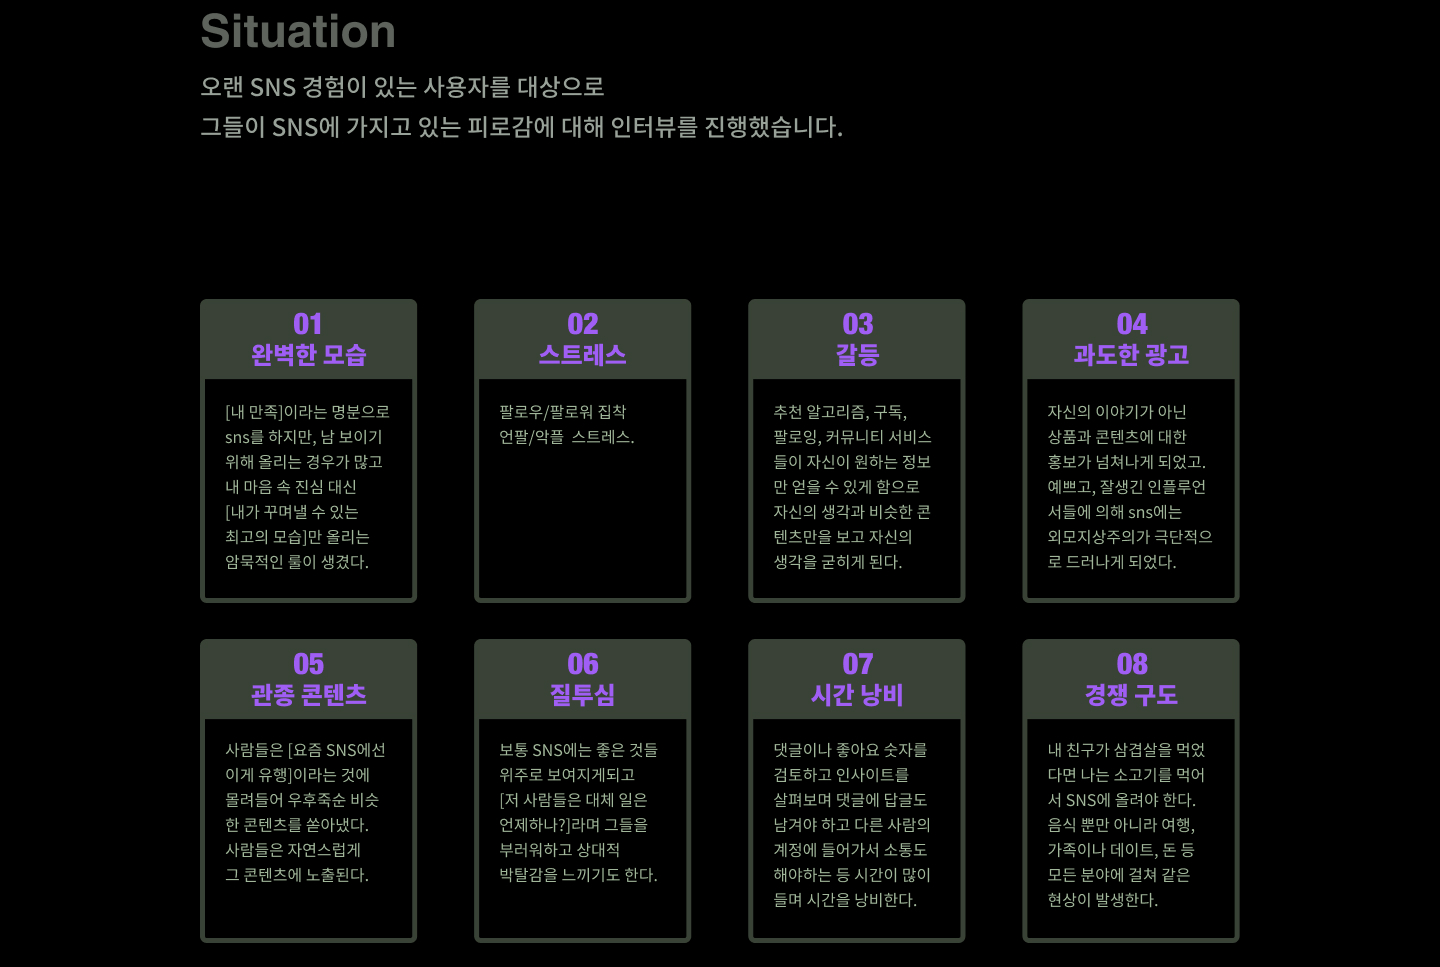 Situation
오랜 SNS 경험이 있는 사용자를 대상으로
그들이 SNS에 가지고 있는 피로감에 대해 인터뷰를 진행했습니다.
01
완벽한 모습
[내 만족]이라는 명분으로
sns를 하지만, 남 보이기
위해 올리는 경우가 많고
내 마음 속 진심 대신
[내가 꾸며낼 수 있는
최고의 모습]만 올리는
암묵적인 룰이 생겼다.
02
스트레스
팔로우/팔로워 집착
언팔/악플  스트레스.
03
갈등
추천 알고리즘, 구독,
팔로잉, 커뮤니티 서비스
들이 자신이 원하는 정보
만 얻을 수 있게 함으로
자신의 생각과 비슷한 콘
텐츠만을 보고 자신의
생각을 굳히게 된다.
04
과도한 광고
자신의 이야기가 아닌
상품과 콘텐츠에 대한
홍보가 넘쳐나게 되었고.
예쁘고, 잘생긴 인플루언
서들에 의해 sns에는
외모지상주의가 극단적으
로 드러나게 되었다.
05
관종 콘텐츠
사람들은 [요즘 SNS에선
이게 유행]이라는 것에
몰려들어 우후죽순 비슷
한 콘텐츠를 쏟아냈다.
사람들은 자연스럽게
그 콘텐츠에 노출된다.
06
질투심
보통 SNS에는 좋은 것들
위주로 보여지게되고
[저 사람들은 대체 일은
언제하나?]라며 그들을
부러워하고 상대적
박탈감을 느끼기도 한다.
07
시간 낭비
댓글이나 좋아요 숫자를
검토하고 인사이트를
살펴보며 댓글에 답글도
남겨야 하고 다른 사람의
계정에 들어가서 소통도
해야하는 등 시간이 많이
들며 시간을 낭비한다.
08
경쟁 구도
내 친구가 삼겹살을 먹었
다면 나는 소고기를 먹어
서 SNS에 올려야 한다.
음식 뿐만 아니라 여행,
가족이나 데이트, 돈 등
모든 분야에 걸쳐 같은
현상이 발생한다.